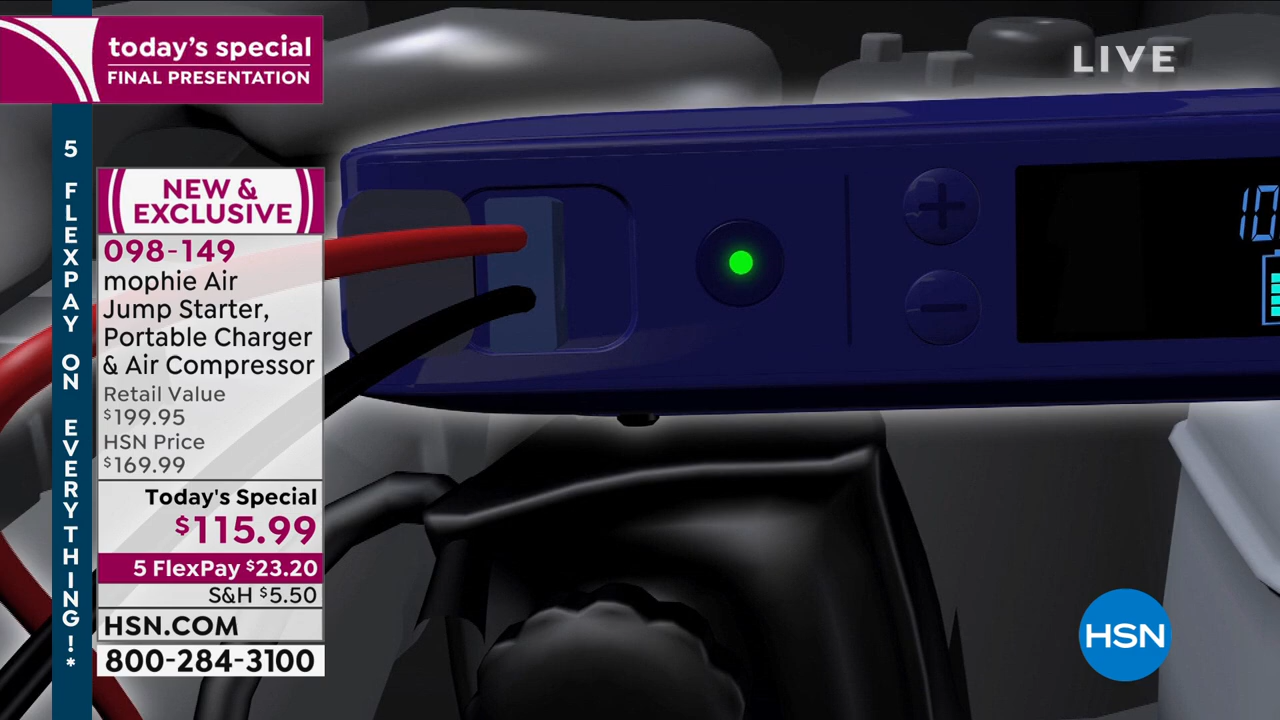 today's special
FINAL PRESENTATION
LIVE
5 FLEXPAY ON EVERYTHING!*
NEW &
EXCLUSIVE
098-149
mophie Air
Jump Starter,
Portable Charger
& Air Compressor
Retail Value
$199.95
HSN Price
$169.99
Today's Special
$115.99
5 FlexPay $23.20
S&H $5.50
HSN.COM
800-284-3100
+
−
10
HSN